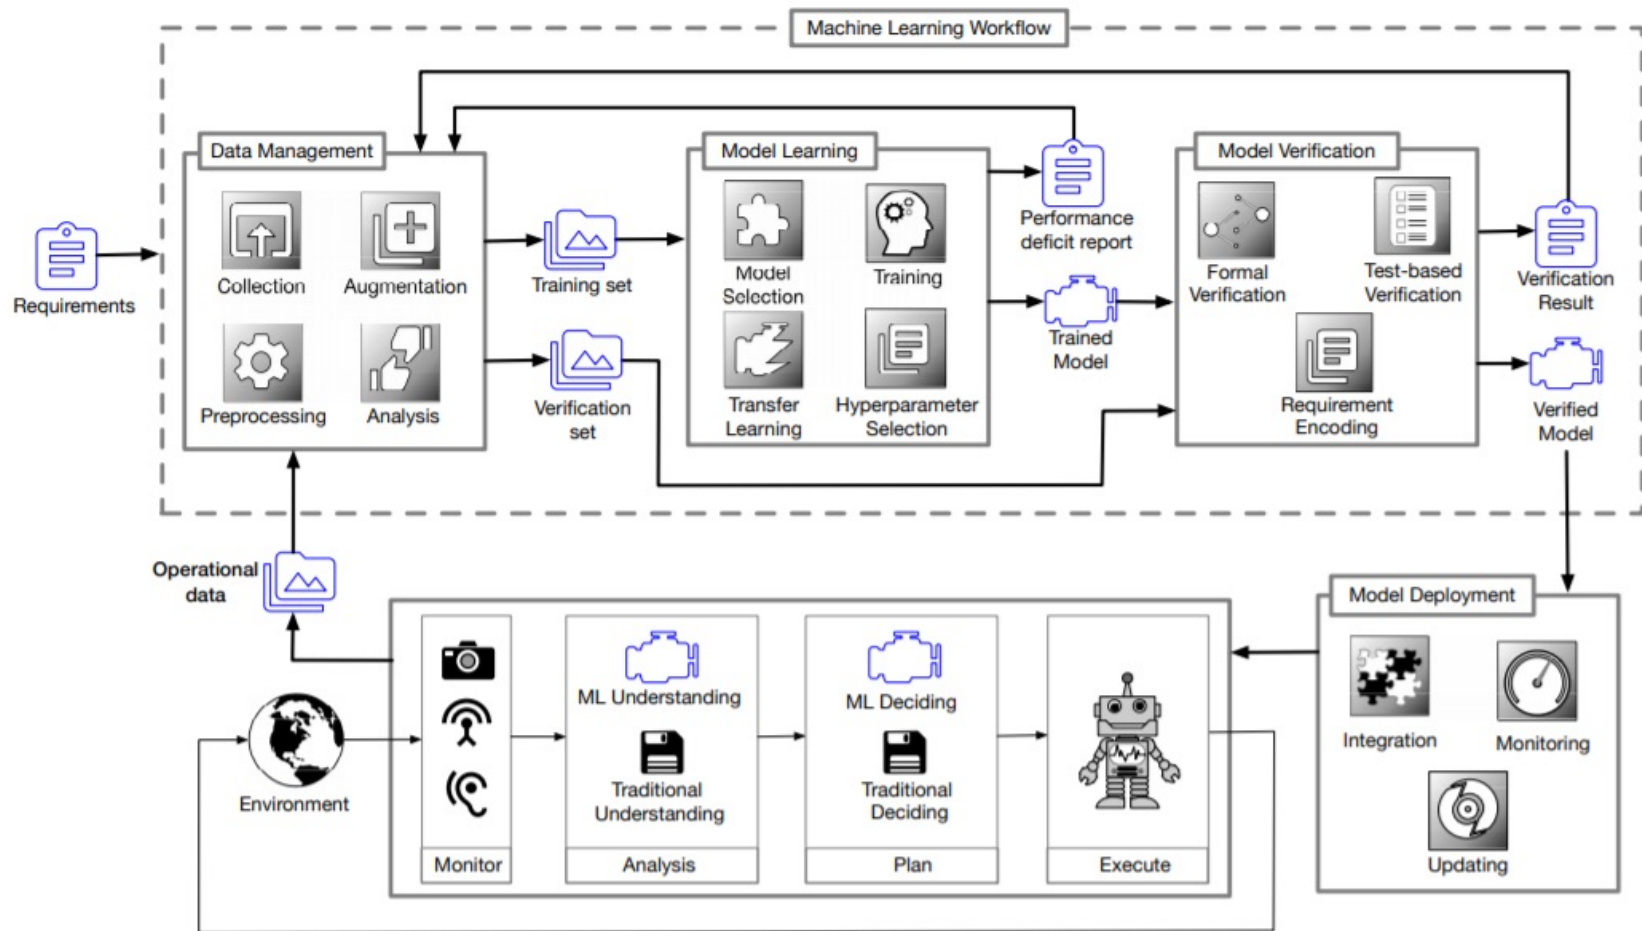 Machine Learning Workflow
Data Management
Collection
Augmentation
Preprocessing
Analysis
Requirements
Training set
Verification
set
Model Learning
Model
Selection
Training
Transfer
Learning
Hyperparameter
Selection
Performance
deficit report
Trained
Model
Model Verification
Formal
Verification
Test-based
Verification
Requirement
Encoding
Verification
Result
Verified
Model
Operational
data
Environment
Monitor
ML Understanding
Traditional
Understanding
Analysis
ML Deciding
Traditional
Deciding
Plan
Execute
Model Deployment
Integration
Monitoring
Updating